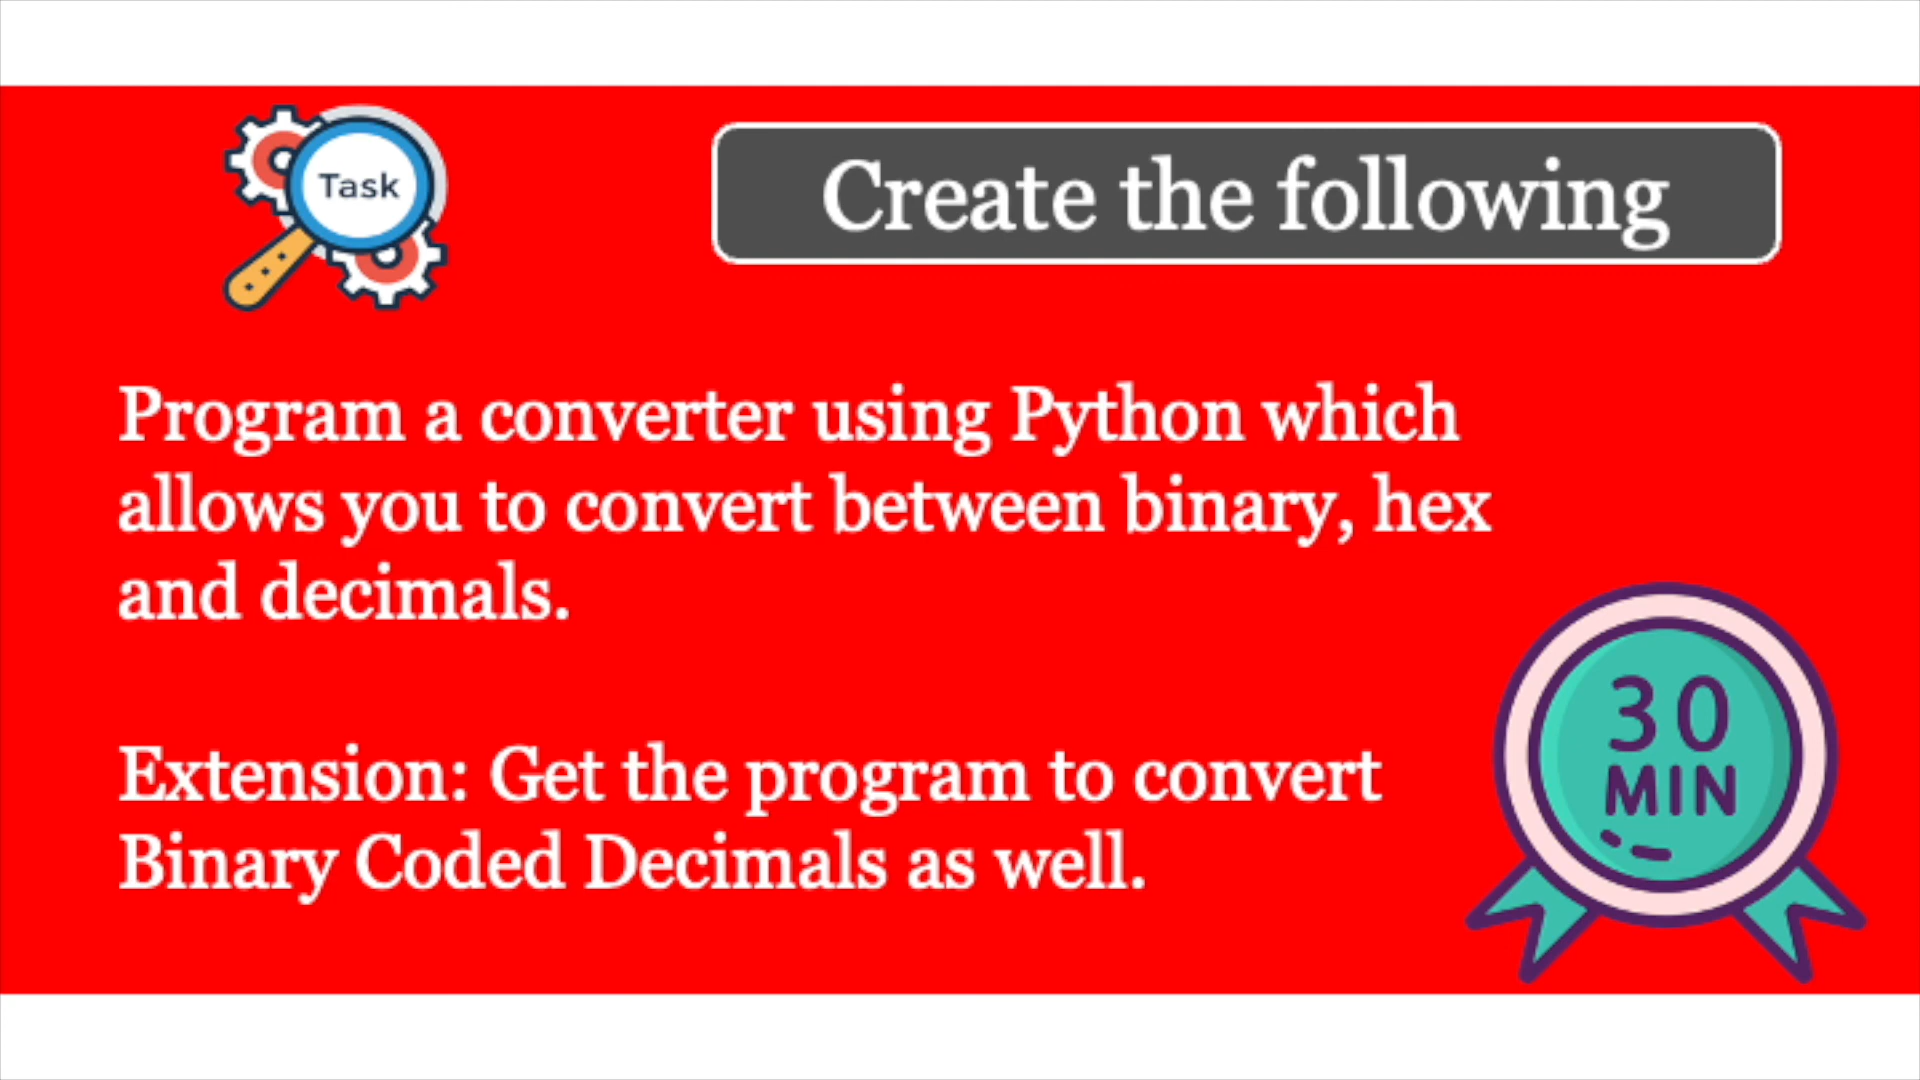 Task
Create the following
Program a converter using Python which
allows you to convert between binary, hex
and decimals.
Extension: Get the program to convert
Binary Coded Decimals as well.
30
MIN